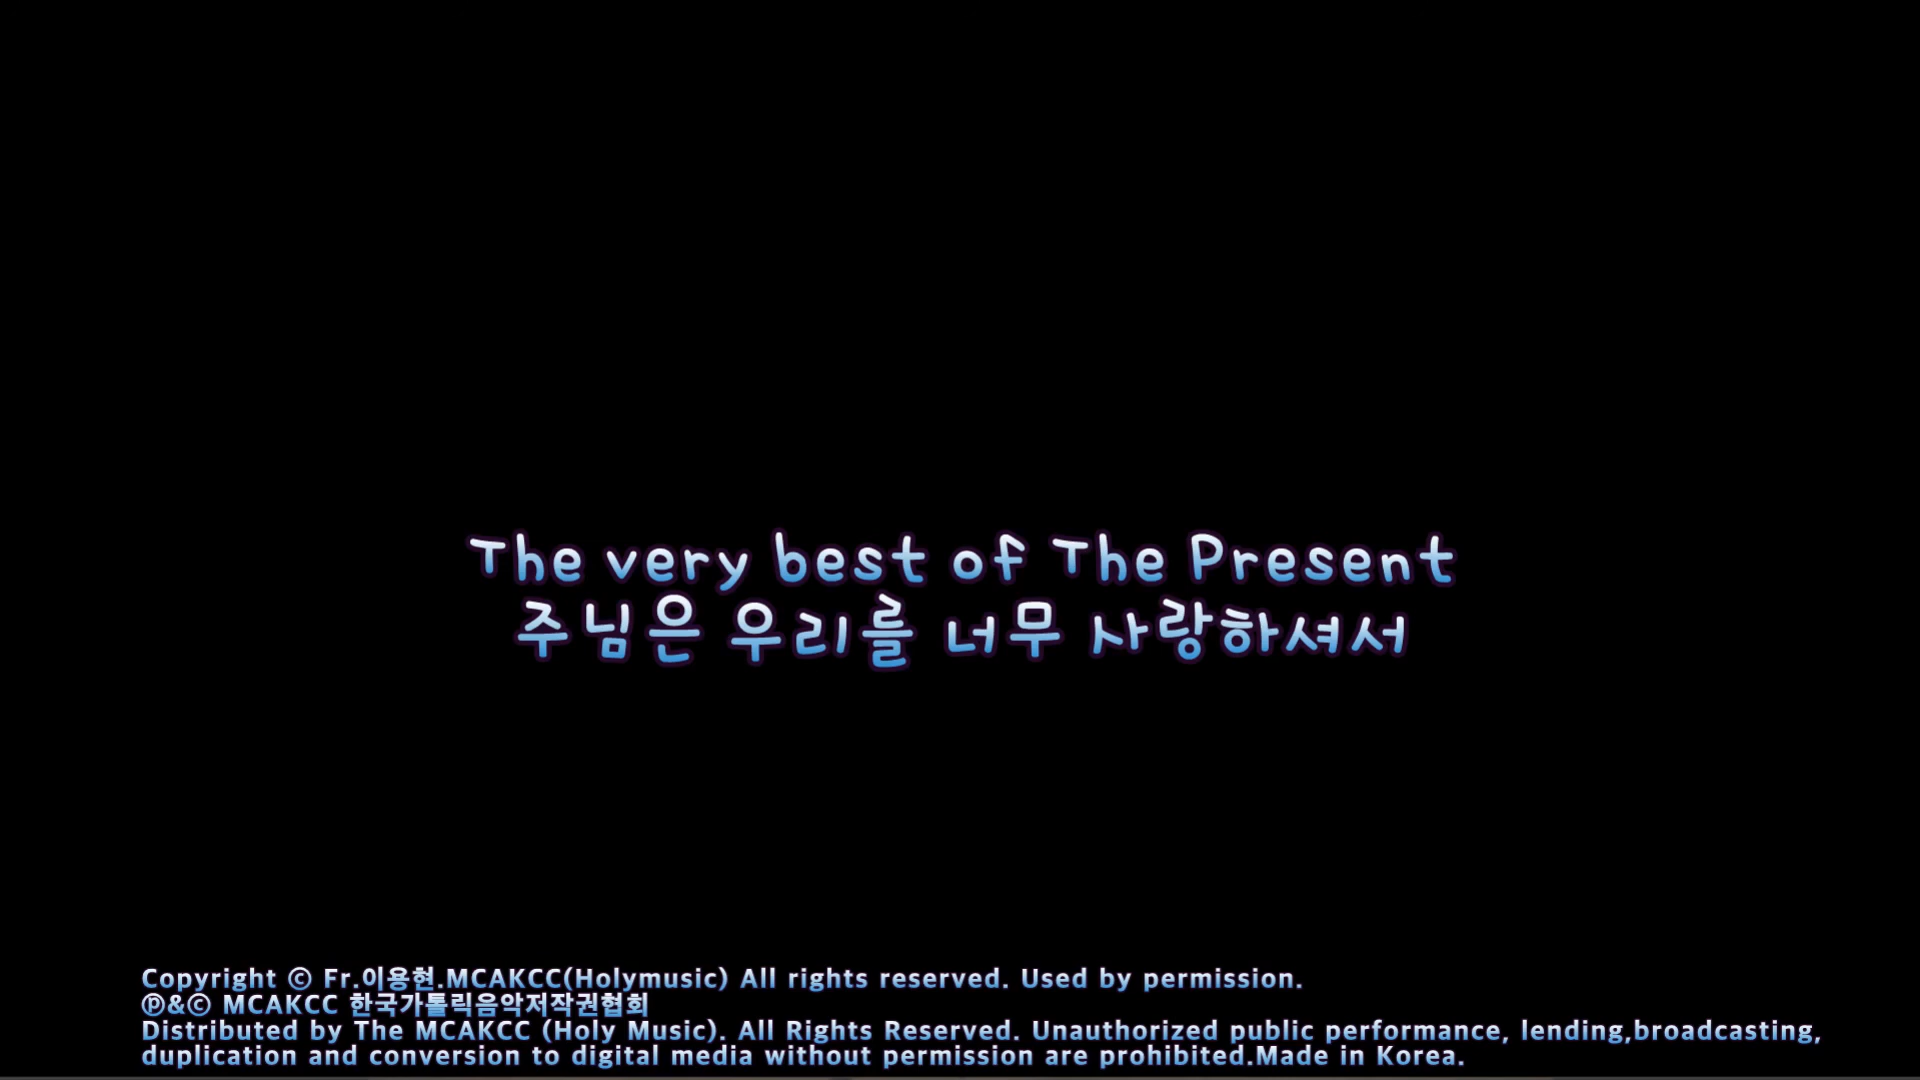 The very best of The Present
주님은 우리를 너무 사랑하셔서
Copyright ⓒ Fr.이용현.MCAKCC(Holymusic) All rights reserved. Used by permission.
ⓟ&ⓒ MCAKCC 한국가톨릭음악저작권협회
Distributed by The MCAKCC (Holy Music). All Rights Reserved. Unauthorized public performance, lending,broadcasting,
duplication and conversion to digital media without permission are prohibited.Made in Korea.